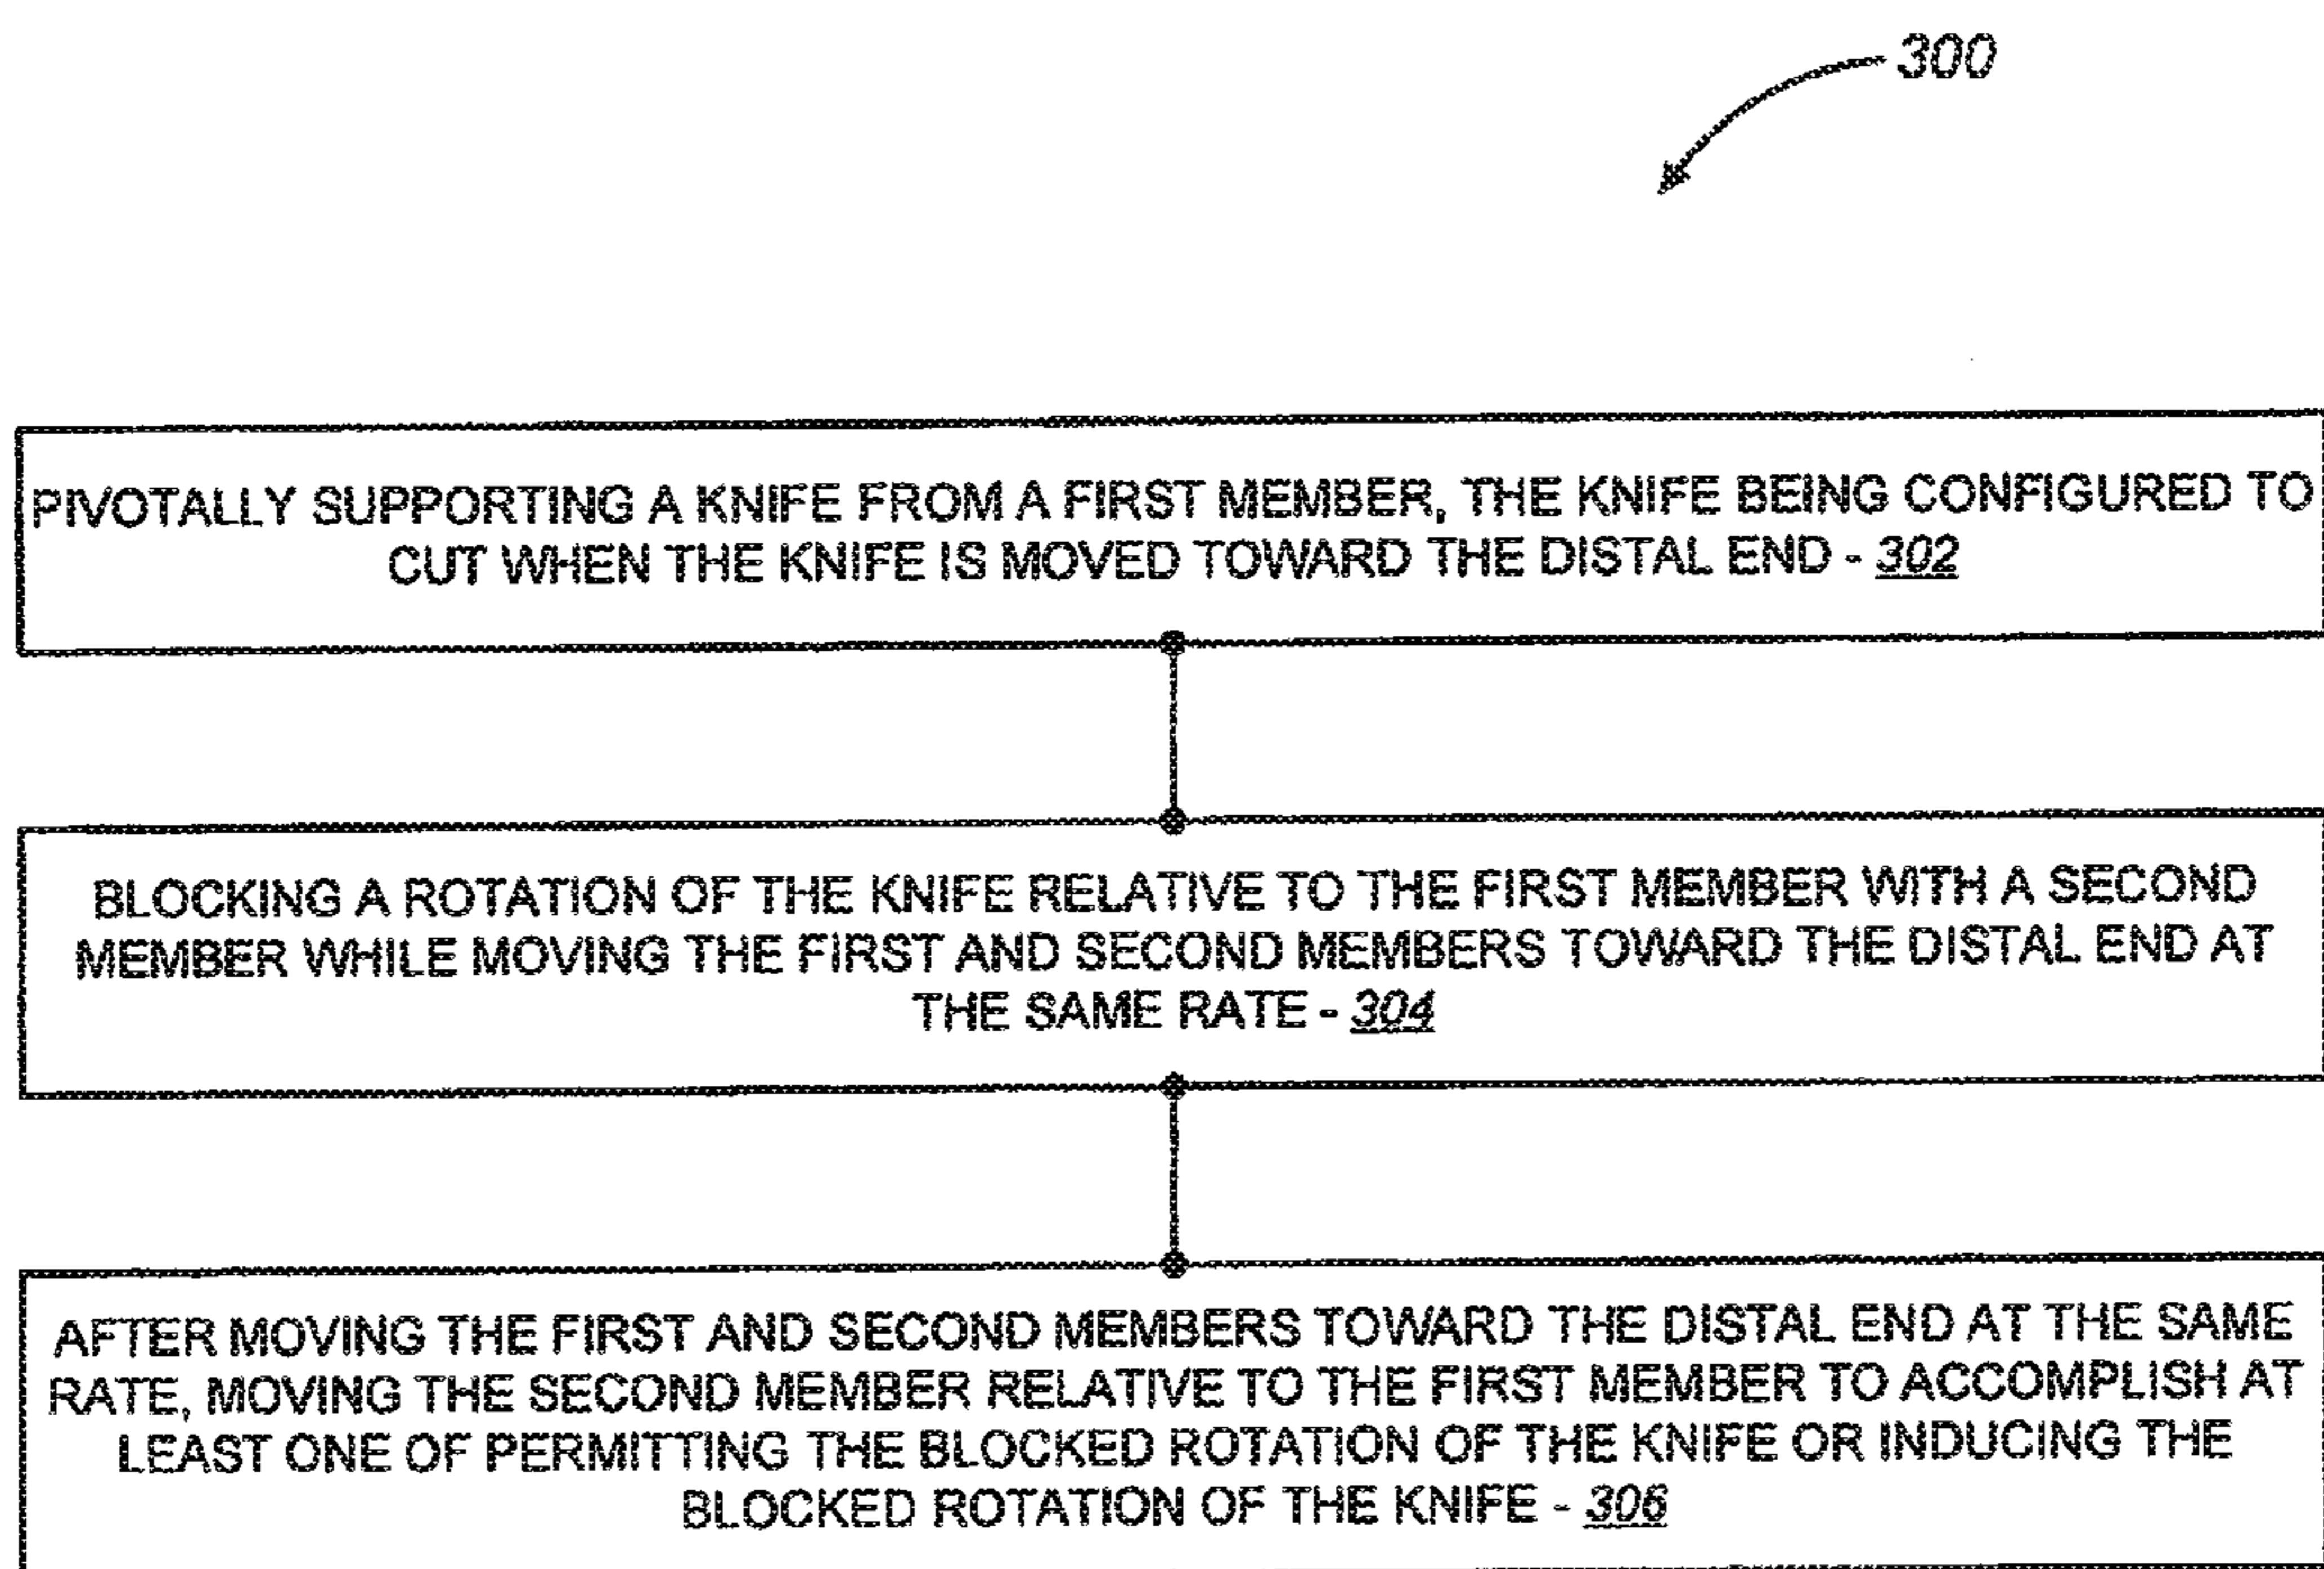 300
PIVOTALLY SUPPORTING A KNIFE FROM A FIRST MEMBER, THE KNIFE BEING CONFIGURED TO
CUT WHEN THE KNIFE IS MOVED TOWARD THE DISTAL END - 302
BLOCKING A ROTATION OF THE KNIFE RELATIVE TO THE FIRST MEMBER WITH A SECOND
MEMBER WHILE MOVING THE FIRST AND SECOND MEMBERS TOWARD THE DISTAL END AT
THE SAME RATE - 304
AFTER MOVING THE FIRST AND SECOND MEMBERS TOWARD THE DISTAL END AT THE SAME
RATE, MOVING THE SECOND MEMBER RELATIVE TO THE FIRST MEMBER TO ACCOMPLISH AT
LEAST ONE OF PERMITTING THE BLOCKED ROTATION OF THE KNIFE OR INDUCING THE
BLOCKED ROTATION OF THE KNIFE - 306